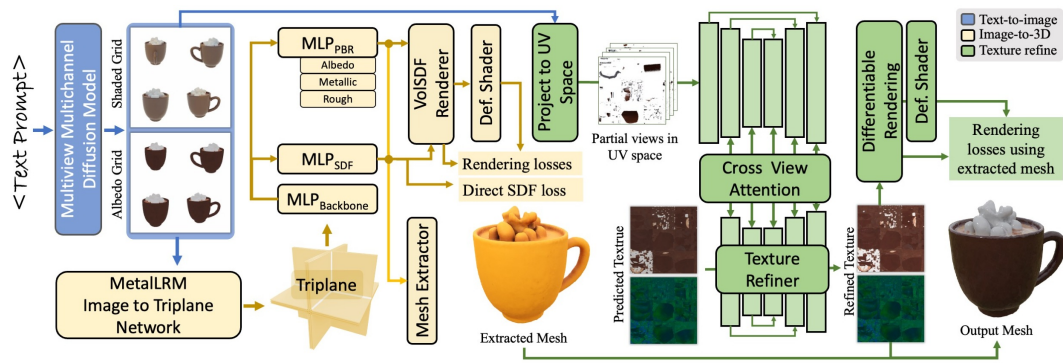 <Text Prompt>
Multiview Multichannel
Diffusion Model
Shaded Grid
Albedo Grid
MetalLRM
Image to Triplane
Network
MLP_PBR
Albedo
Metallic
Rough
MLP_SDF
MLP_Backbone
Triplane
VolSDF
Renderer
Def. Shader
Rendering losses
Direct SDF loss
Mesh Extractor
Extracted Mesh
Project to UV
Space
Partial views in
UV space
Cross View
Attention
Predicted Textrue
Texture
Refiner
Refined Texture
Differentiable
Rendering
Def. Shader
Rendering
losses using
extracted mesh
Output Mesh
Text-to-image
Image-to-3D
Texture refine